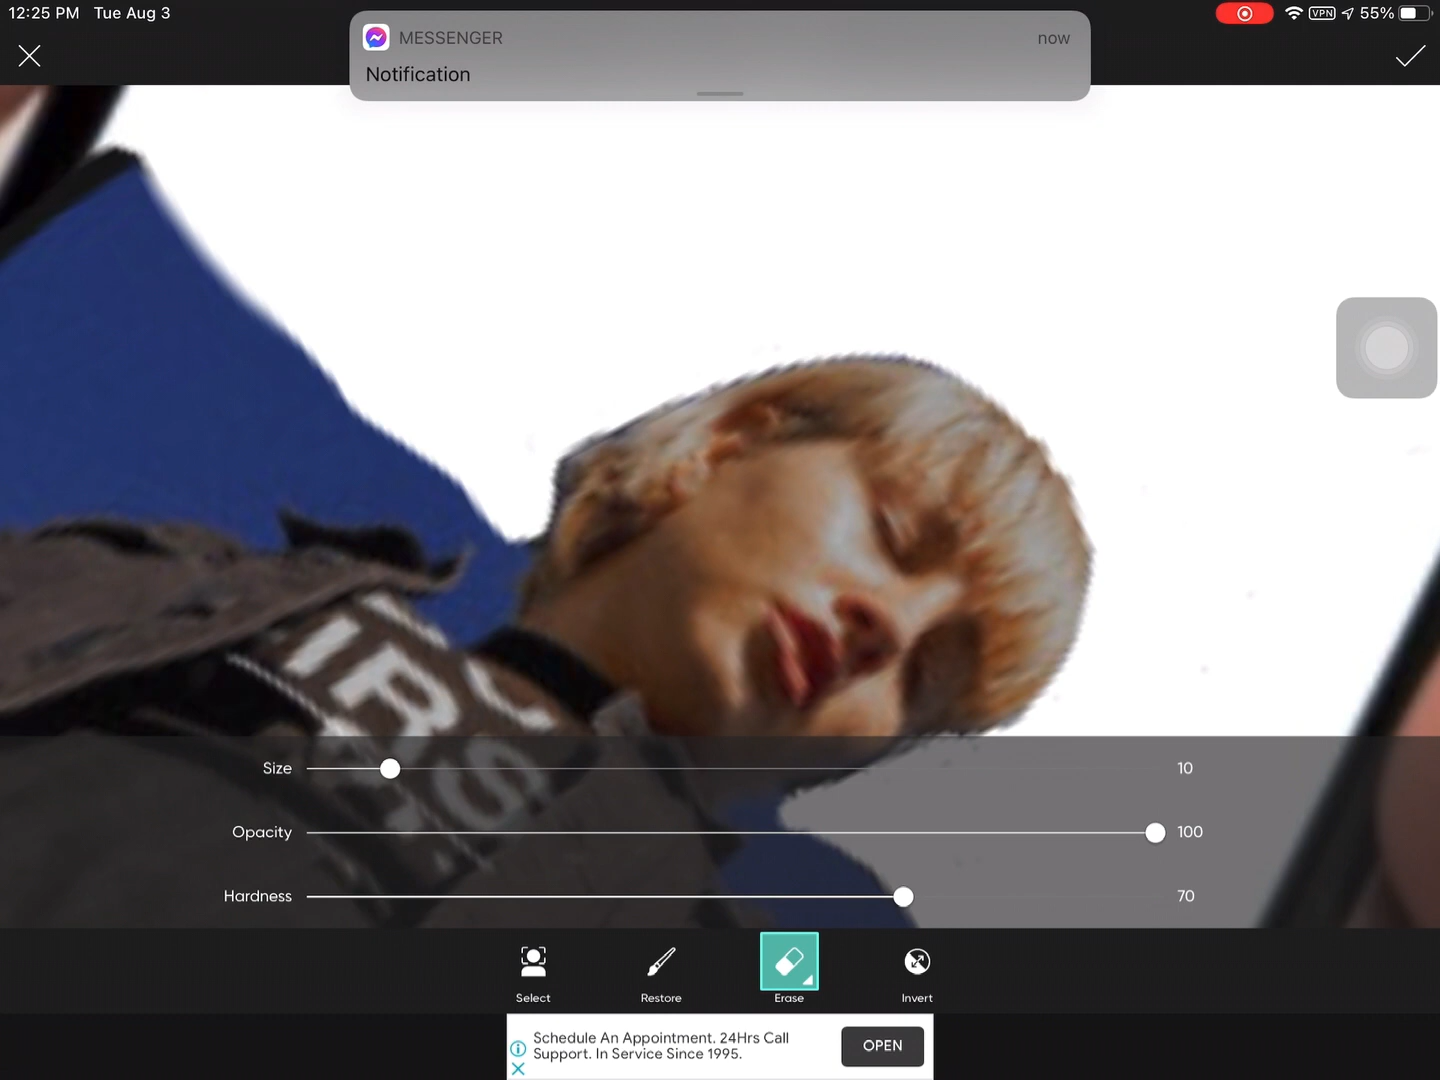 12:25 PM Tue Aug 3
VPN 55%
MESSENGER now
Notification
Size 10
Opacity 100
Hardness 70
Select Restore Erase Invert
Schedule An Appointment. 24Hrs Call
Support. In Service Since 1995.
OPEN